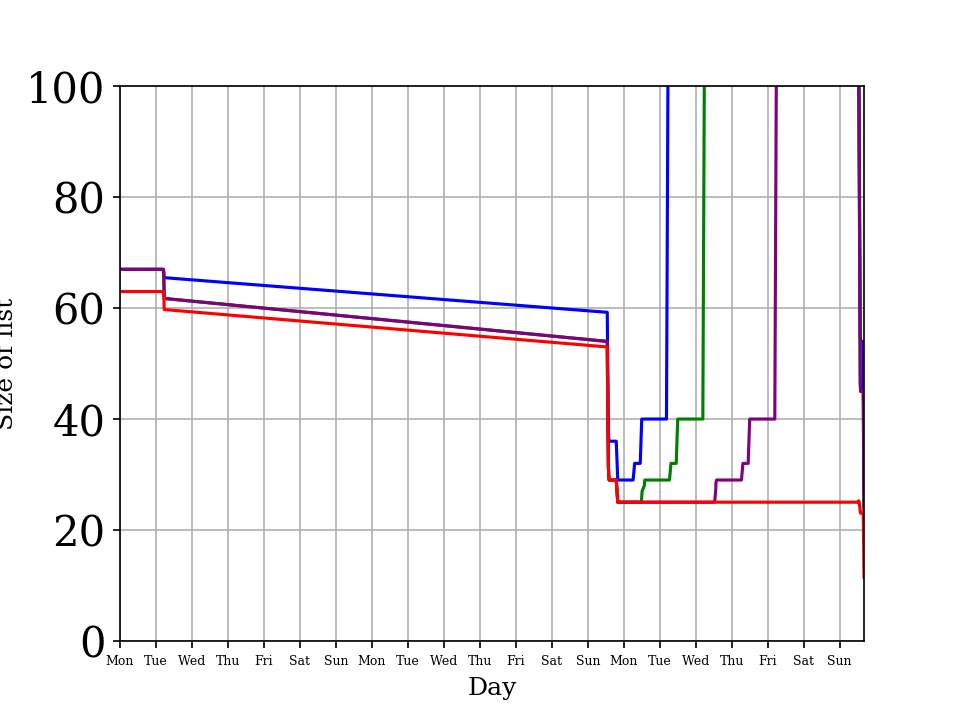 100
80
60
40
20
0
Size of list
Mon Tue Wed Thu Fri Sat Sun Mon Tue Wed Thu Fri Sat Sun Mon Tue Wed Thu Fri Sat Sun
Day